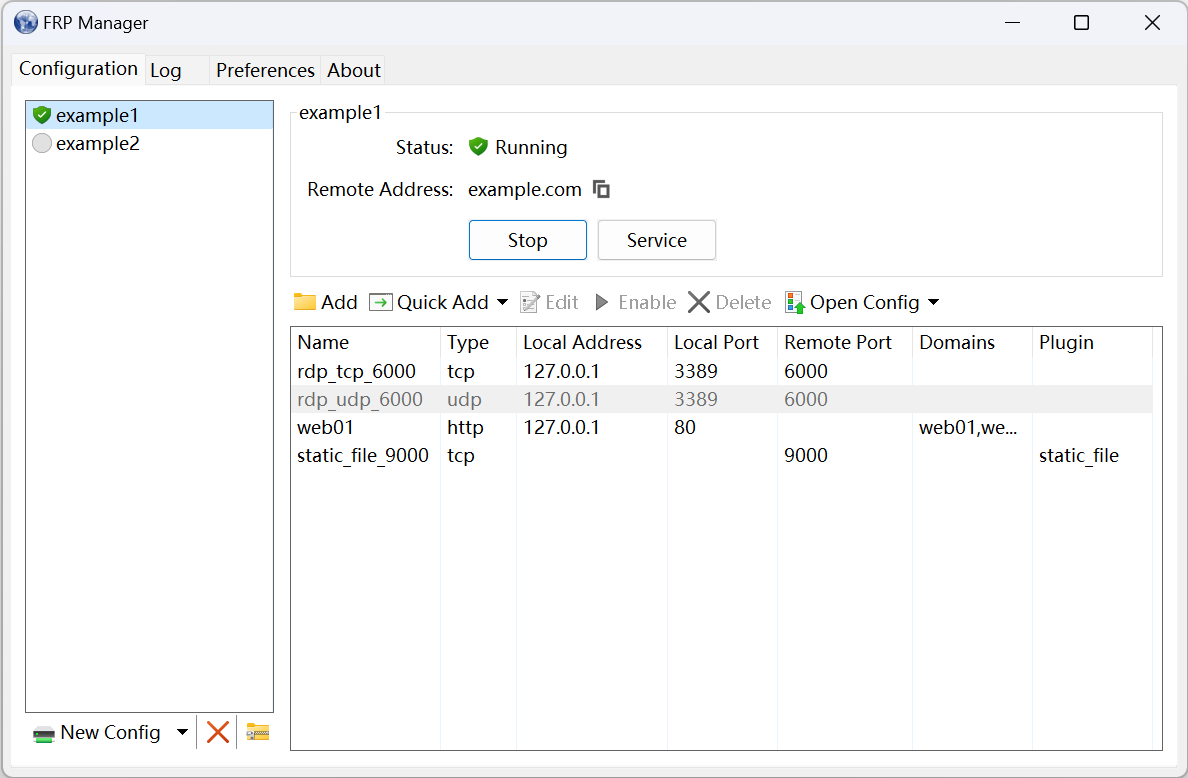 FRP Manager
Configuration Log Preferences About
example1
example2
example1
Status: Running
Remote Address: example.com
Stop Service
Add Quick Add Edit Enable Delete Open Config
Name Type Local Address Local Port Remote Port Domains Plugin
rdp_tcp_6000 tcp 127.0.0.1 3389 6000
rdp_udp_6000 udp 127.0.0.1 3389 6000
web01 http 127.0.0.1 80 web01,we...
static_file_9000 tcp 9000 static_file
New Config